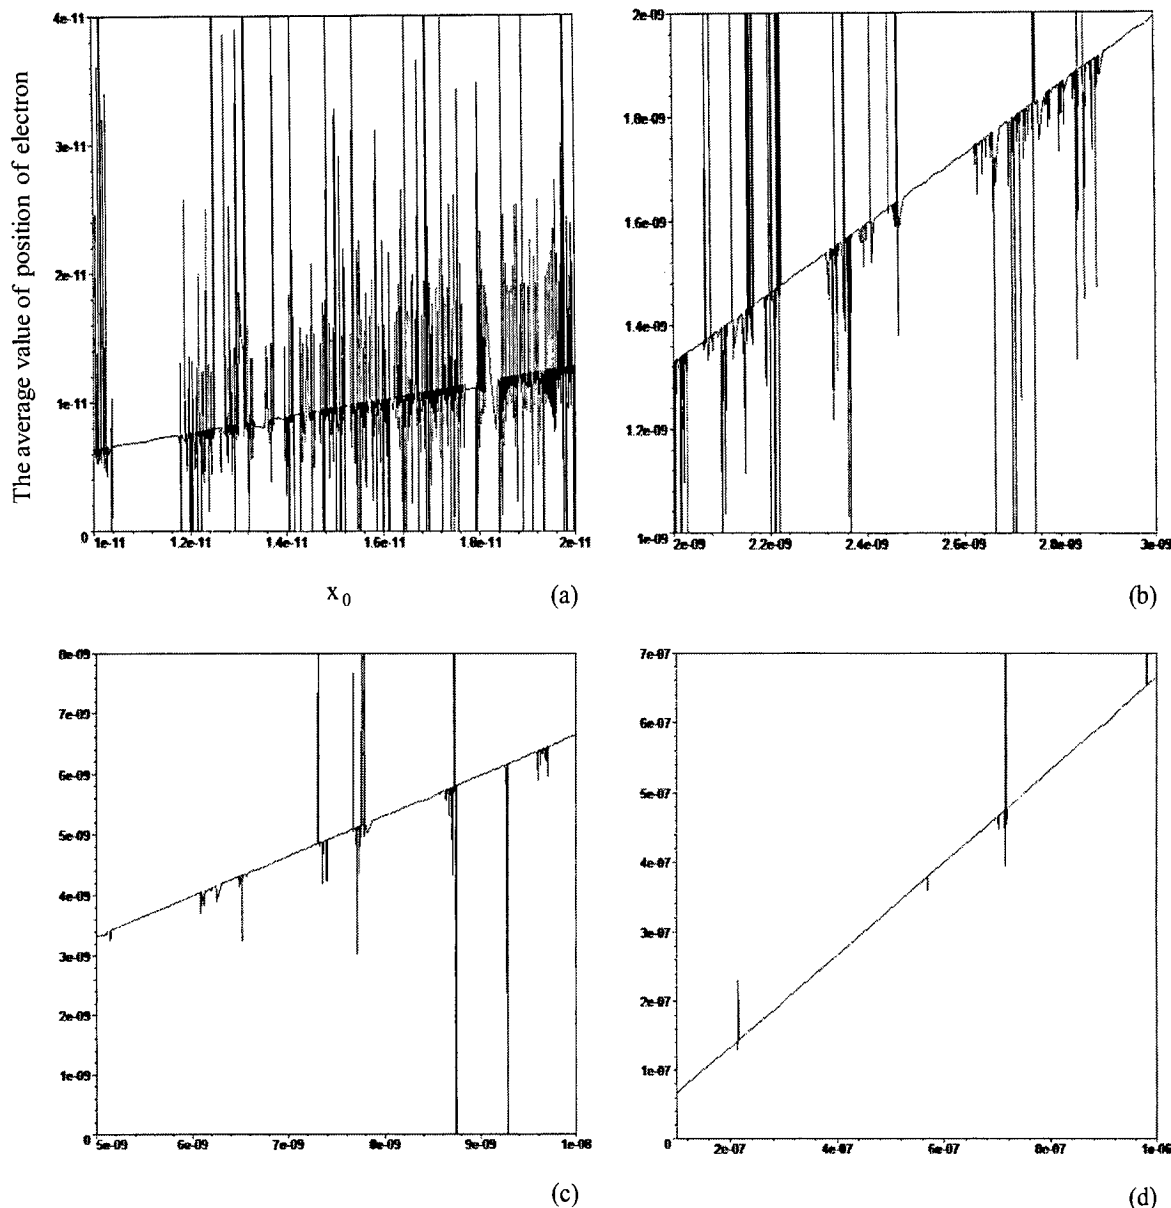 The average value of position of electron
4e-11
3e-11
2e-11
1e-11
0
1e-11 1.2e-11 1.4e-11 1.6e-11 1.8e-11 2e-11
x0
(a)
2e-09
1.8e-09
1.6e-09
1.4e-09
1.2e-09
1e-09
2e-09 2.2e-09 2.4e-09 2.6e-09 2.8e-09 3e-09
(b)
8e-09
7e-09
6e-09
5e-09
4e-09
3e-09
2e-09
1e-09
0
5e-09 6e-09 7e-09 8e-09 9e-09 1e-08
(c)
7e-07
6e-07
5e-07
4e-07
3e-07
2e-07
1e-07
0
2e-07 4e-07 6e-07 8e-07 1e-06
(d)